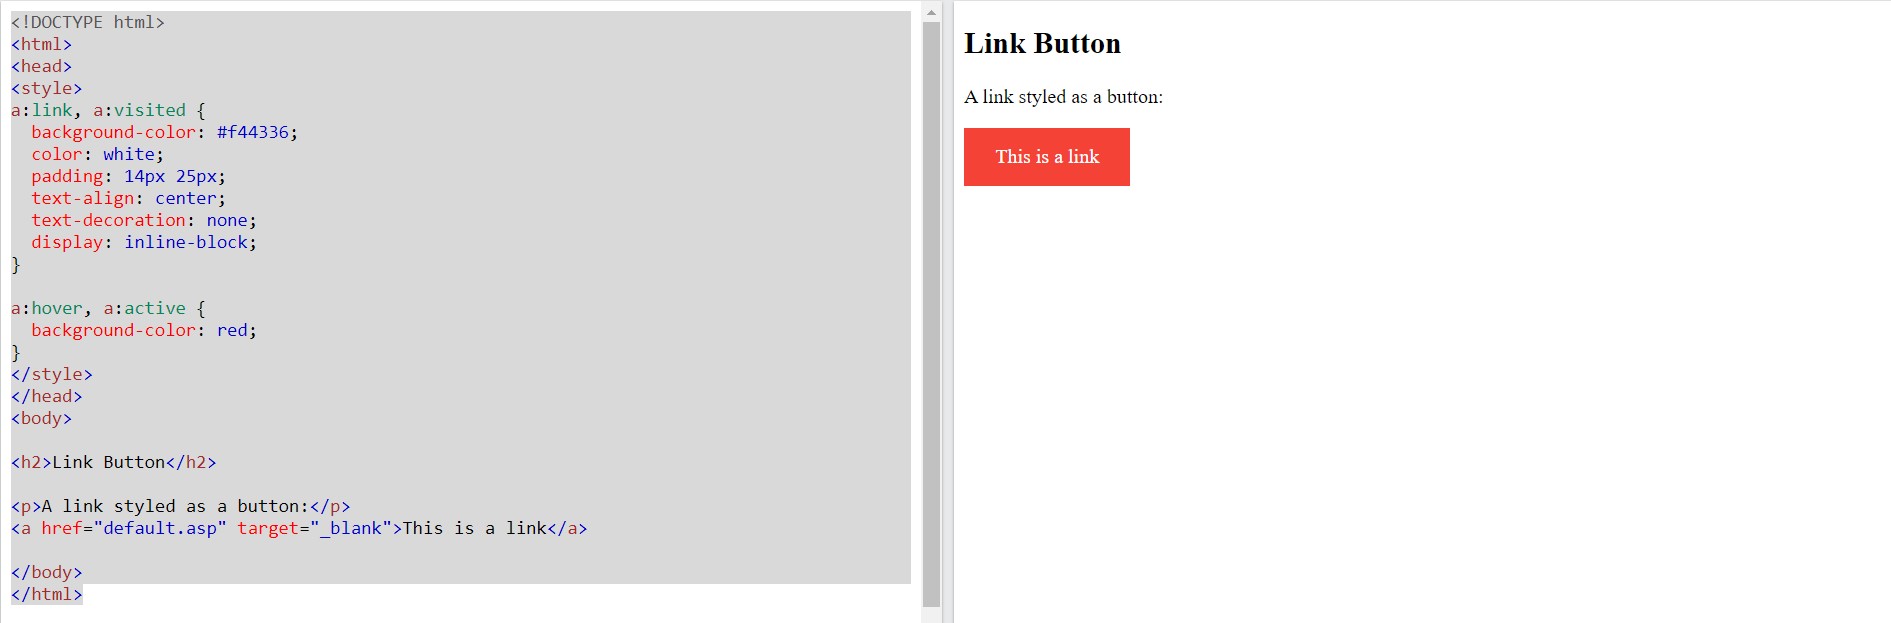 <!DOCTYPE html>
<html>
<head>
<style>
a:link, a:visited {
  background-color: #f44336;
  color: white;
  padding: 14px 25px;
  text-align: center;
  text-decoration: none;
  display: inline-block;
}

a:hover, a:active {
  background-color: red;
}
</style>
</head>
<body>

<h2>Link Button</h2>

<p>A link styled as a button:</p>
<a href="default.asp" target="_blank">This is a link</a>

</body>
</html>
Link Button
A link styled as a button:
This is a link